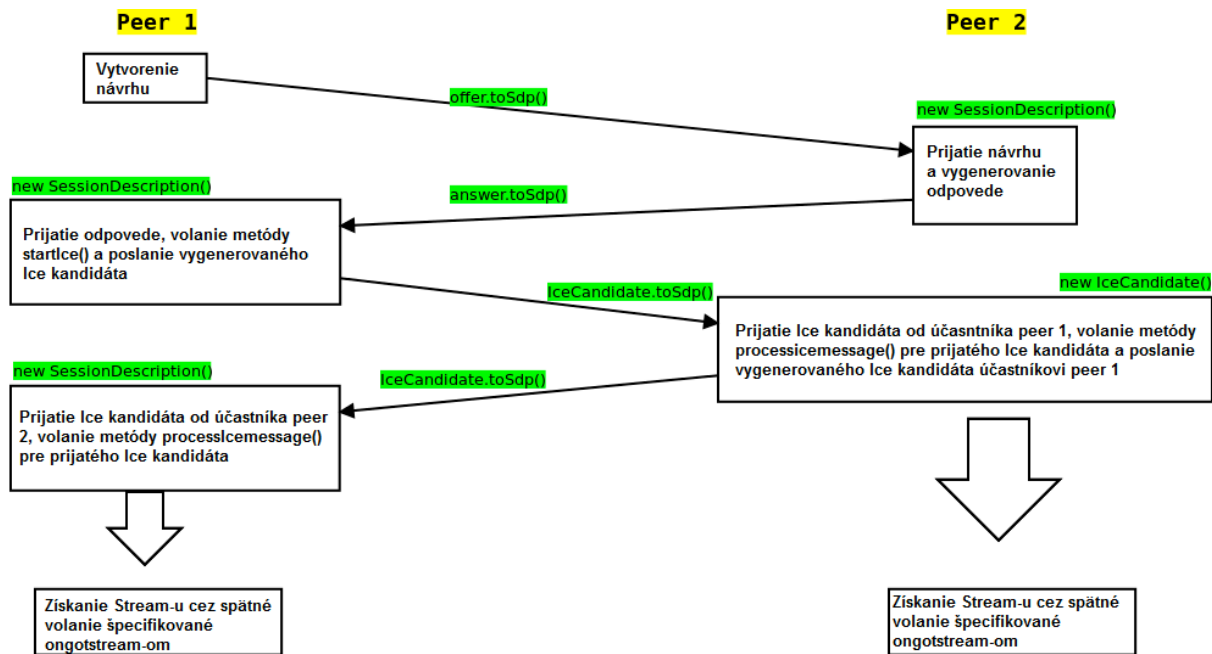 Peer 1
Peer 2
Vytvorenie
návrhu
offer.toSdp()
new SessionDescription()
Prijatie návrhu
a vygenerovanie
odpovede
new SessionDescription()
answer.toSdp()
Prijatie odpovede, volanie metódy
startIce() a poslanie vygenerovaného
Ice kandidáta
IceCandidate.toSdp()
new IceCandidate()
Prijatie Ice kandidáta od účasntníka peer 1, volanie metódy
processicemessage() pre prijatého Ice kandidáta a poslanie
vygenerovaného Ice kandidáta účastníkovi peer 1
new SessionDescription()
IceCandidate.toSdp()
Prijatie Ice kandidáta od účastníka peer
2, volanie metódy processIcemessage()
pre prijatého Ice kandidáta
Získanie Stream-u cez spätné
volanie špecifikované
ongotstream-om
Získanie Stream-u cez spätné
volanie špecifikované
ongotstream-om